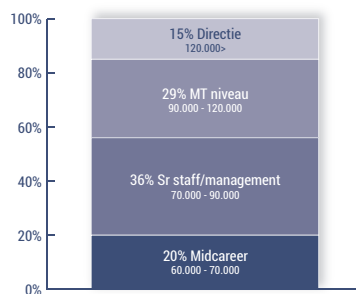 100%
15% Directie
120.000>
80%
29% MT niveau
90.000 - 120.000
60%
36% Sr staff/management
40%
70.000 - 90.000
20%
20% Midcareer
60.000 - 70.000
0%